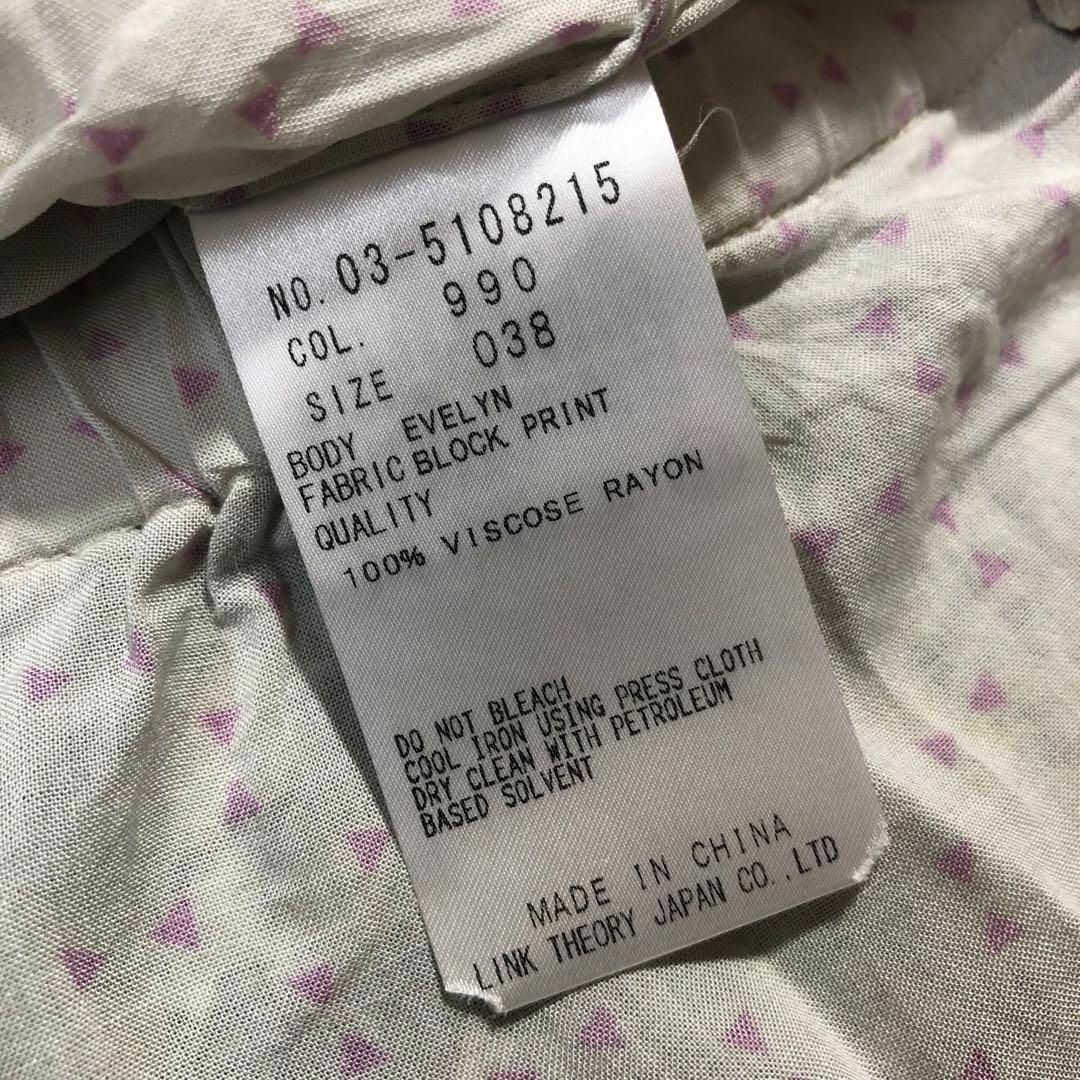 NO. 03-5108215
COL. 990
SIZE 038
BODY EVELYN
FABRIC BLOCK PRINT
QUALITY
100% VISCOSE RAYON
DO NOT BLEACH
COOL IRON USING PRESS CLOTH
DRY CLEAN WITH PETROLEUM
BASED SOLVENT
MADE IN CHINA
LINK THEORY JAPAN CO.,LTD